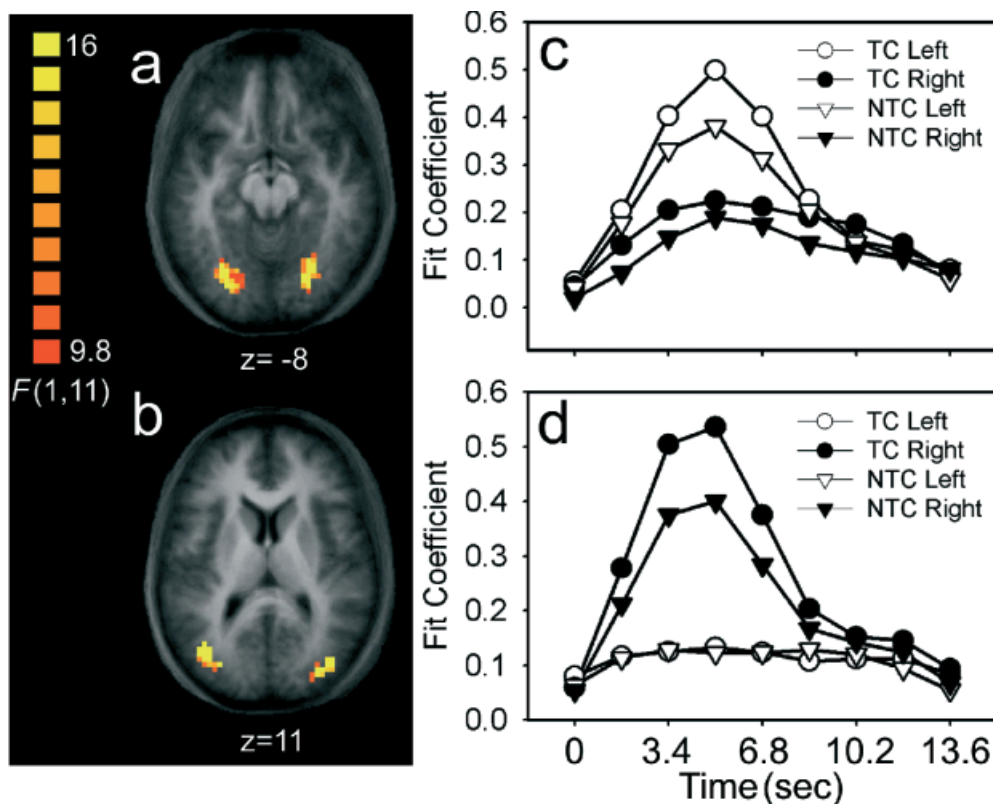 16
9.8
F(1,11)
a
z= -8
b
z=11
c
Fit Coefficient
0.6
0.5
0.4
0.3
0.2
0.1
0.0
TC Left
TC Right
NTC Left
NTC Right
d
Fit Coefficient
0.6
0.5
0.4
0.3
0.2
0.1
0.0
TC Left
TC Right
NTC Left
NTC Right
0 3.4 6.8 10.2 13.6
Time (sec)